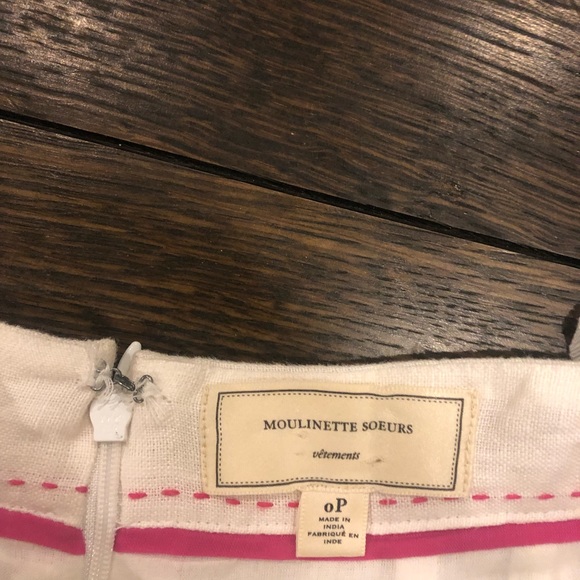 MOULINETTE SOEURS
vêtements
0P
MADE IN
INDIA
FABRIQUÉ EN
INDE